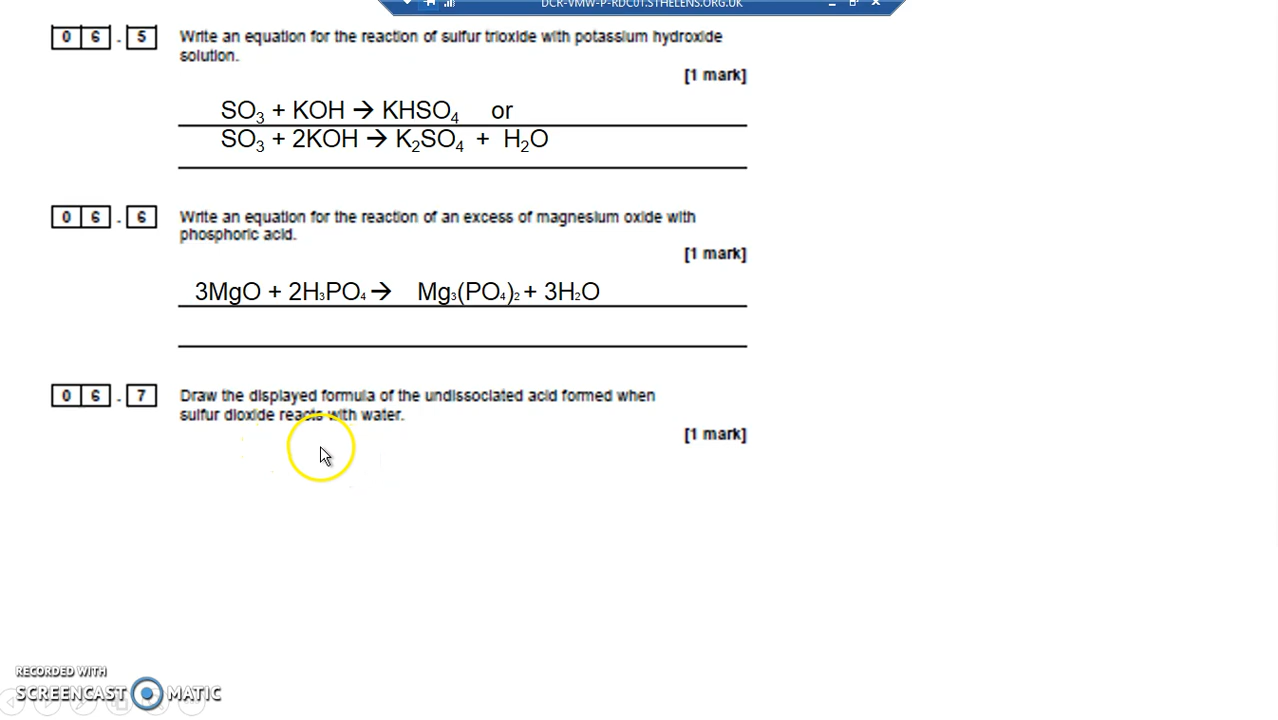 DCR-VMW-P-RDC01.STHELENS.ORG.UK
0 6 . 5 Write an equation for the reaction of sulfur trioxide with potassium hydroxide
solution.
[1 mark]
SO₃ + KOH → KHSO₄ or
SO₃ + 2KOH → K₂SO₄ + H₂O
0 6 . 6 Write an equation for the reaction of an excess of magnesium oxide with
phosphoric acid.
[1 mark]
3MgO + 2H₃PO₄ → Mg₃(PO₄)₂ + 3H₂O
0 6 . 7 Draw the displayed formula of the undissociated acid formed when
sulfur dioxide reacts with water.
[1 mark]
RECORDED WITH
SCREENCAST MATIC